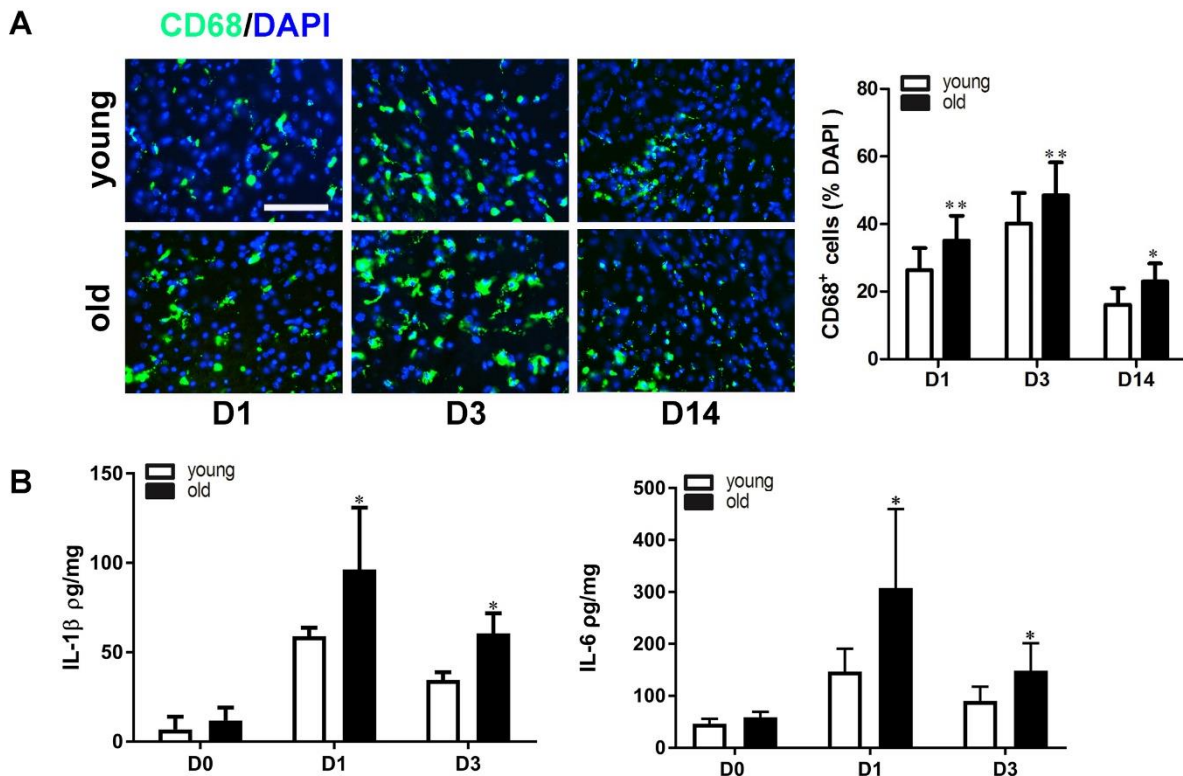 A
CD68/DAPI
young
old
D1
D3
D14
young
old
CD68⁺ cells (% DAPI )
80
60
40
20
0
**
**
*
D1
D3
D14
B
young
old
IL-1β ρg/mg
150
100
50
0
*
*
D0
D1
D3
young
old
IL-6 ρg/mg
500
400
300
200
100
0
*
*
D0
D1
D3